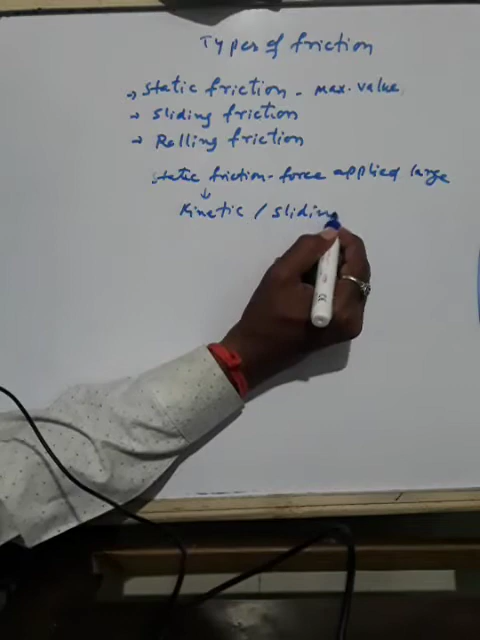 Types of friction
→ Static friction - max. value
→ Sliding friction
→ Rolling friction
Static friction - force applied large
↓
Kinetic / sliding